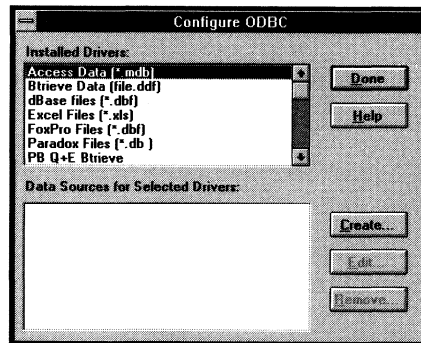 Configure ODBC
Installed Drivers:
Access Data (*.mdb)
Btrieve Data (file.ddf)
dBase files (*.dbf)
Excel Files (*.xls)
FoxPro Files (*.dbf)
Paradox Files (*.db )
PB Q+E Btrieve
Done
Help
Data Sources for Selected Drivers:
Create...
Edit...
Remove...